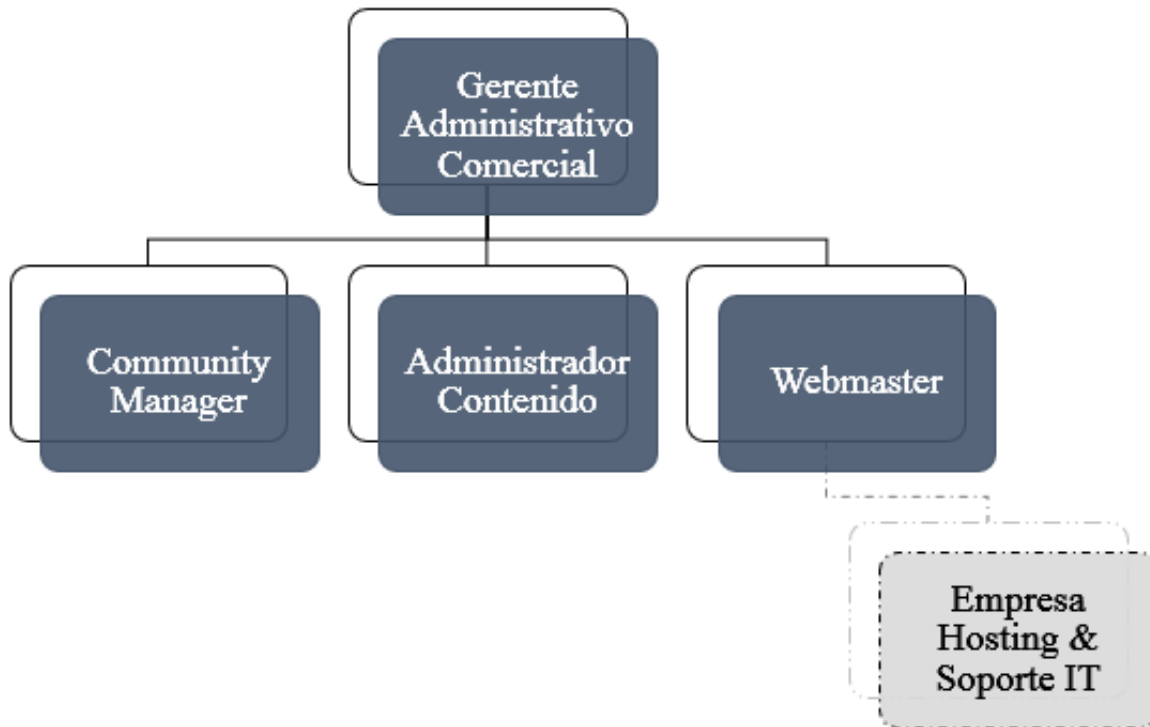 Gerente
Administrativo
Comercial
Community
Manager
Administrador
Contenido
Webmaster
Empresa
Hosting &
Soporte IT